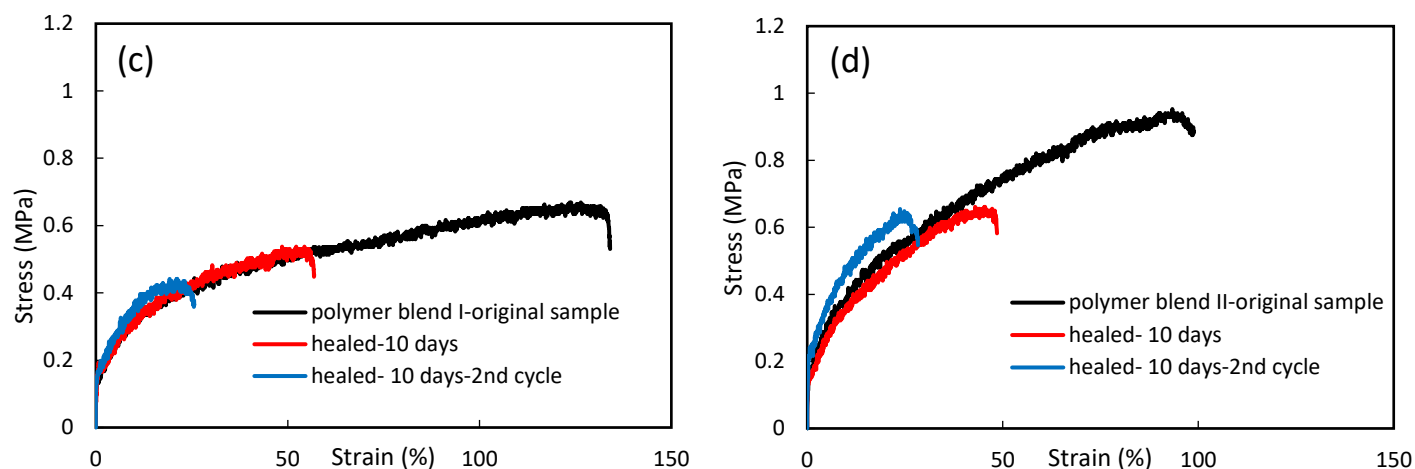 (c)
1.2
1
0.8
0.6
0.4
0.2
0
Stress (MPa)
polymer blend I-original sample
healed-10 days
healed- 10 days-2nd cycle
0
50
100
150
Strain (%)
(d)
1.2
1
0.8
0.6
0.4
0.2
0
Stress (MPa)
polymer blend II-original sample
healed- 10 days
healed- 10 days-2nd cycle
0
50
100
150
Strain (%)